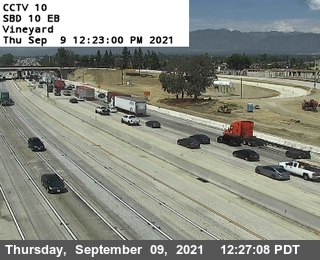 CCTV 10
SBD 10 EB
Vineyard
Thu Sep  9 12:23:00 PM 2021
Thursday, September 09, 2021 12:27:08 PDT